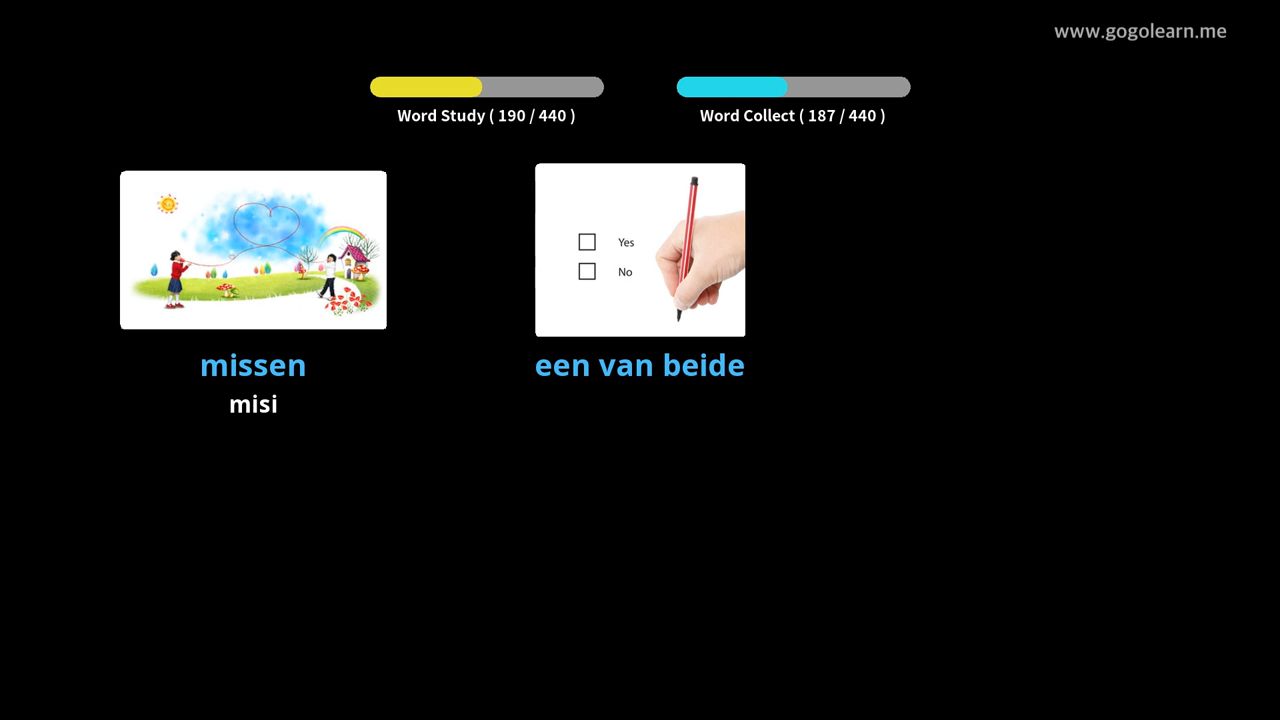 www.gogolearn.me
Word Study ( 190 / 440 )
Word Collect ( 187 / 440 )
Yes
No
missen
een van beide
misi